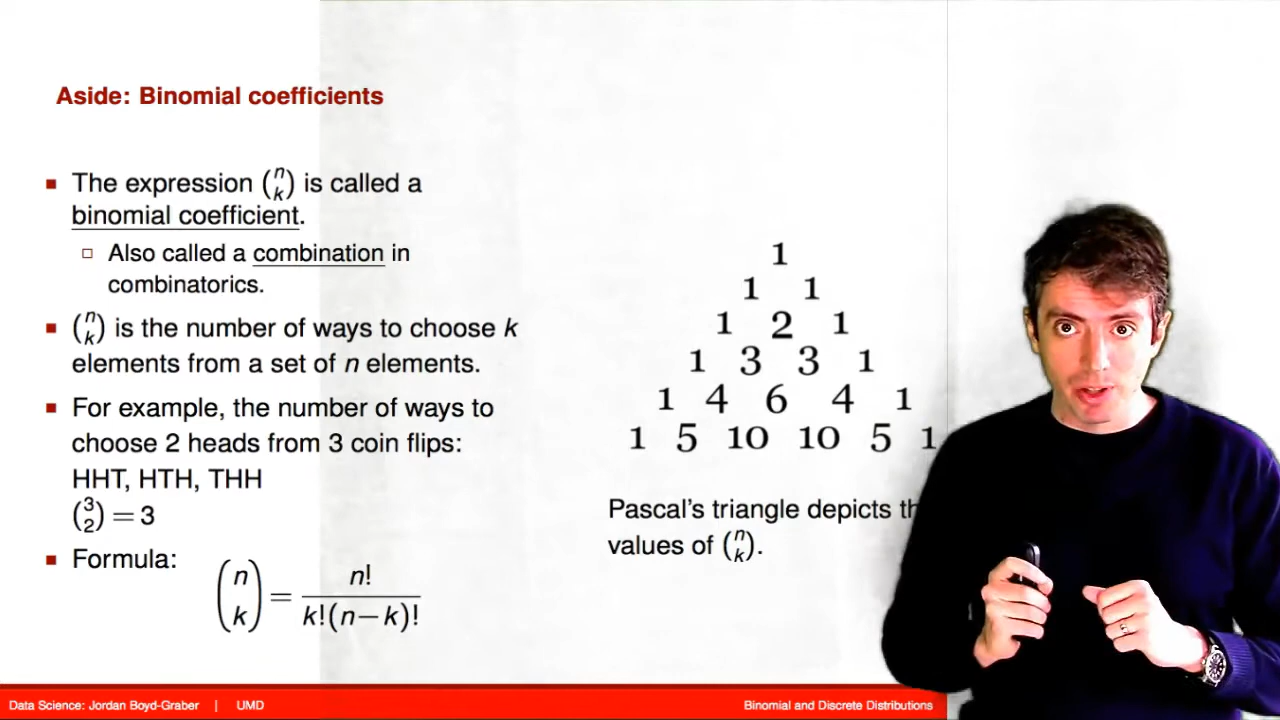 Aside: Binomial coefficients
The expression (n k) is called a
binomial coefficient.
Also called a combination in
combinatorics.
(n k) is the number of ways to choose k
elements from a set of n elements.
For example, the number of ways to
choose 2 heads from 3 coin flips:
HHT, HTH, THH
(3 2) = 3
Formula:
(n k) = n! / k!(n−k)!
1
1 1
1 2 1
1 3 3 1
1 4 6 4 1
1 5 10 10 5 1
Pascal's triangle depicts
values of (n k).
Data Science: Jordan Boyd-Graber | UMD
Binomial and Discrete Distributions